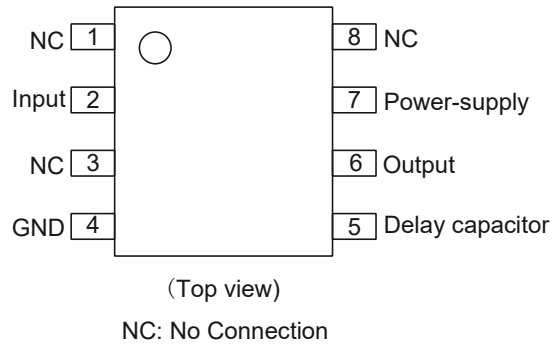 NC 1
8 NC
Input 2
7 Power-supply
NC 3
6 Output
GND 4
5 Delay capacitor
（Top view)
NC: No Connection